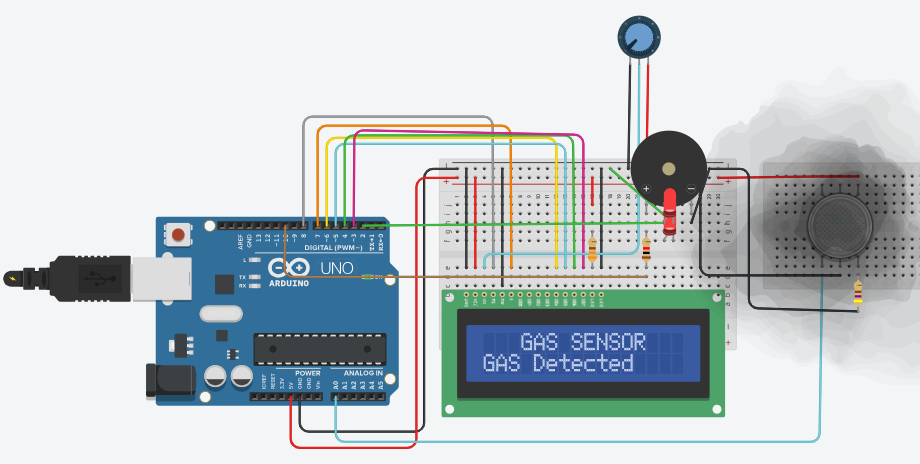 AREF
GND
13
12
~11
~10
~9
8
7
~6
~5
4
~3
2
TX→1
RX←0
DIGITAL (PWM~)
L
TX
RX
UNO
ARDUINO
ON
POWER
ANALOG IN
IOREF
RESET
3.3V
5V
GND
GND
Vin
A0
A1
A2
A3
A4
A5
GAS SENSOR
GAS Detected